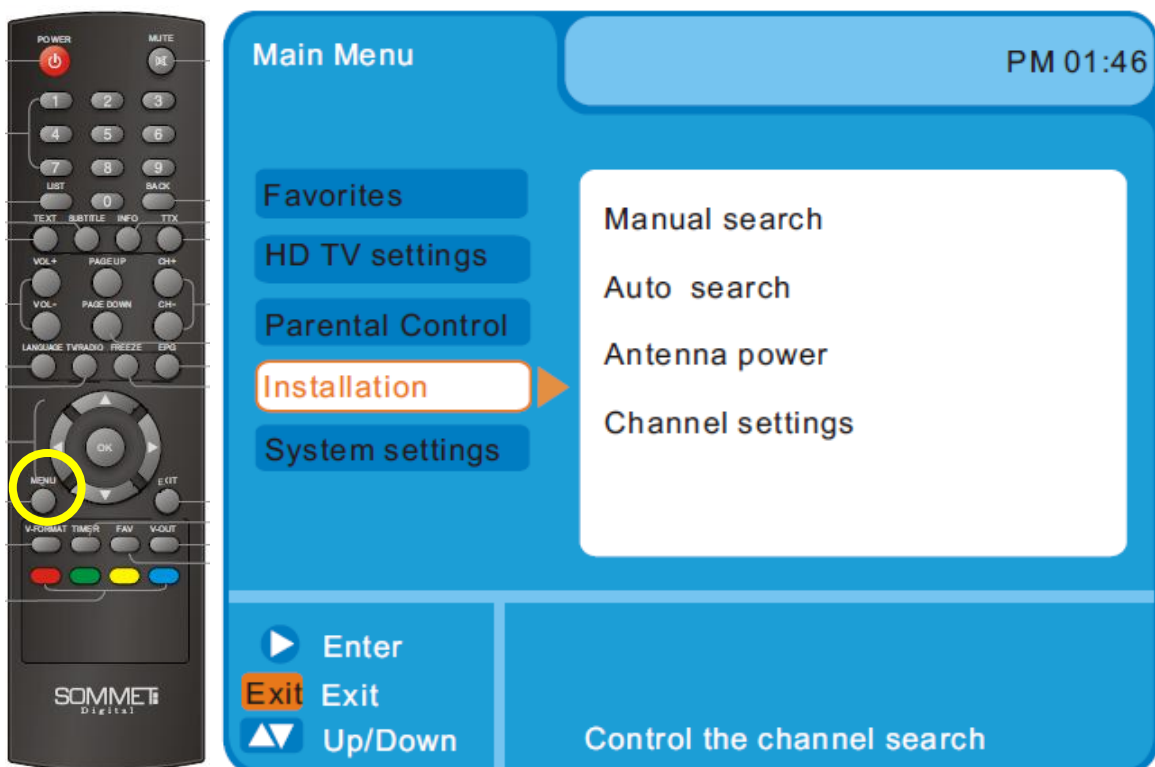 POWER MUTE
1 2 3
4 5 6
7 8 9
LIST 0 BACK
TEXT SUBTITLE INFO TTX
VOL+ PAGE UP CH+
VOL- PAGE DOWN CH-
LANGUAGE TV/RADIO FREEZE EPG
OK
MENU EXIT
V-FORMAT TIMER FAV V-OUT
SOMMET
Digital
Main Menu
PM 01:46
Favorites
HD TV settings
Parental Control
Installation
System settings
Manual search
Auto search
Antenna power
Channel settings
Enter
Exit Exit
Up/Down
Control the channel search